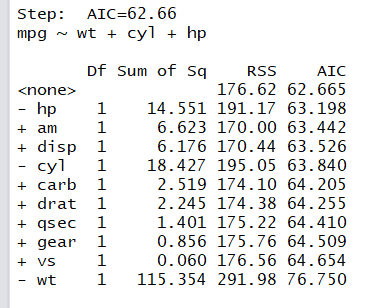 Step:  AIC=62.66
mpg ~ wt + cyl + hp

       Df Sum of Sq    RSS    AIC
<none>              176.62 62.665
- hp    1    14.551 191.17 63.198
+ am    1     6.623 170.00 63.442
+ disp  1     6.176 170.44 63.526
- cyl   1    18.427 195.05 63.840
+ carb  1     2.519 174.10 64.205
+ drat  1     2.245 174.38 64.255
+ qsec  1     1.401 175.22 64.410
+ gear  1     0.856 175.76 64.509
+ vs    1     0.060 176.56 64.654
- wt    1   115.354 291.98 76.750